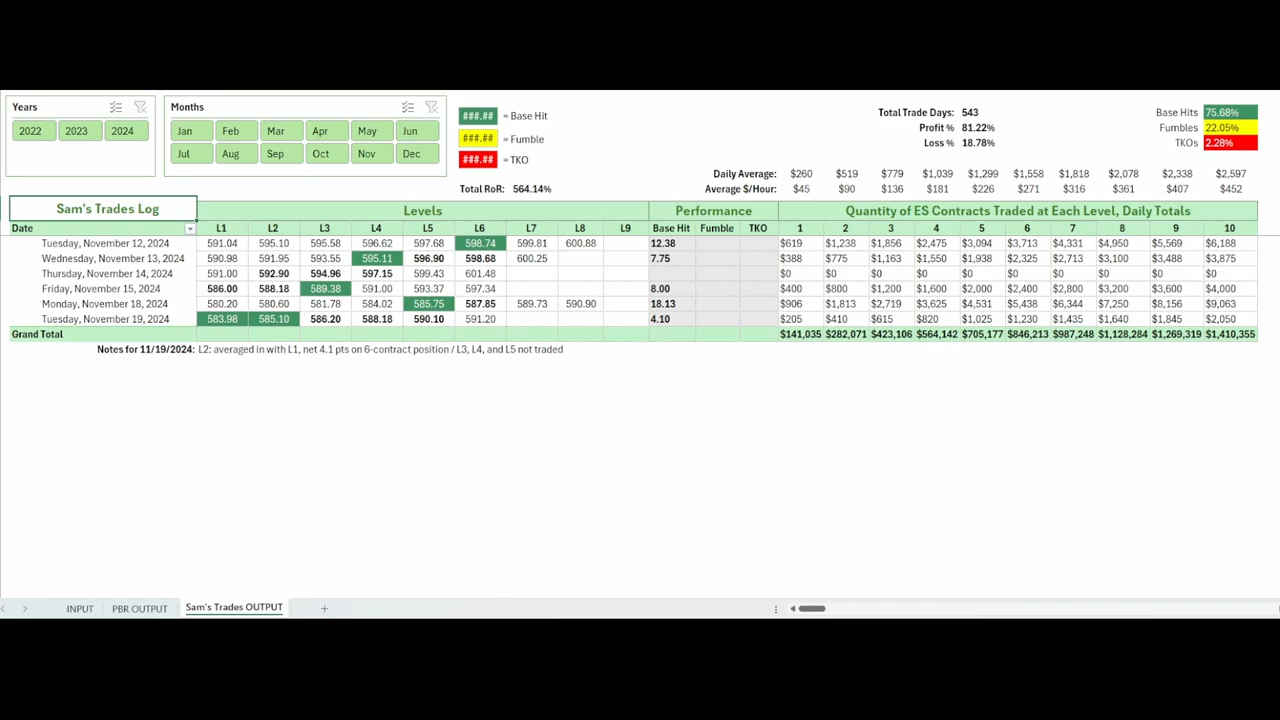 Years
2022 2023 2024
Months
Jan Feb Mar Apr May Jun
Jul Aug Sep Oct Nov Dec
###.## = Base Hit
###.## = Fumble
###.## = TKO
Total RoR: 564.14%
Total Trade Days: 543
Profit % 81.22%
Loss % 18.78%
Base Hits 75.68%
Fumbles 22.05%
TKOs 2.28%
Daily Average: $260 $519 $779 $1,039 $1,299 $1,558 $1,818 $2,078 $2,338 $2,597
Average $/Hour: $45 $90 $136 $181 $226 $271 $316 $361 $407 $452
Sam's Trades Log Levels Performance Quantity of ES Contracts Traded at Each Level, Daily Totals
Date L1 L2 L3 L4 L5 L6 L7 L8 L9 Base Hit Fumble TKO 1 2 3 4 5 6 7 8 9 10
Tuesday, November 12, 2024 591.04 595.10 595.58 596.62 597.68 598.74 599.81 600.88 12.38 $619 $1,238 $1,856 $2,475 $3,094 $3,713 $4,331 $4,950 $5,569 $6,188
Wednesday, November 13, 2024 590.98 591.95 593.55 595.11 596.90 598.68 600.25 7.75 $388 $775 $1,163 $1,550 $1,938 $2,325 $2,713 $3,100 $3,488 $3,875
Thursday, November 14, 2024 591.00 592.90 594.96 597.15 599.43 601.48 $0 $0 $0 $0 $0 $0 $0 $0 $0 $0
Friday, November 15, 2024 586.00 588.18 589.38 591.00 593.37 597.34 8.00 $400 $800 $1,200 $1,600 $2,000 $2,400 $2,800 $3,200 $3,600 $4,000
Monday, November 18, 2024 580.20 580.60 581.78 584.02 585.75 587.85 589.73 590.90 18.13 $906 $1,813 $2,719 $3,625 $4,531 $5,438 $6,344 $7,250 $8,156 $9,063
Tuesday, November 19, 2024 583.98 585.10 586.20 588.18 590.10 591.20 4.10 $205 $410 $615 $820 $1,025 $1,230 $1,435 $1,640 $1,845 $2,050
Grand Total $141,035 $282,071 $423,106 $564,142 $705,177 $846,213 $987,248 $1,128,284 $1,269,319 $1,410,355
Notes for 11/19/2024: L2: averaged in with L1, net 4.1 pts on 6-contract position / L3, L4, and L5 not traded
INPUT PBR OUTPUT Sam's Trades OUTPUT